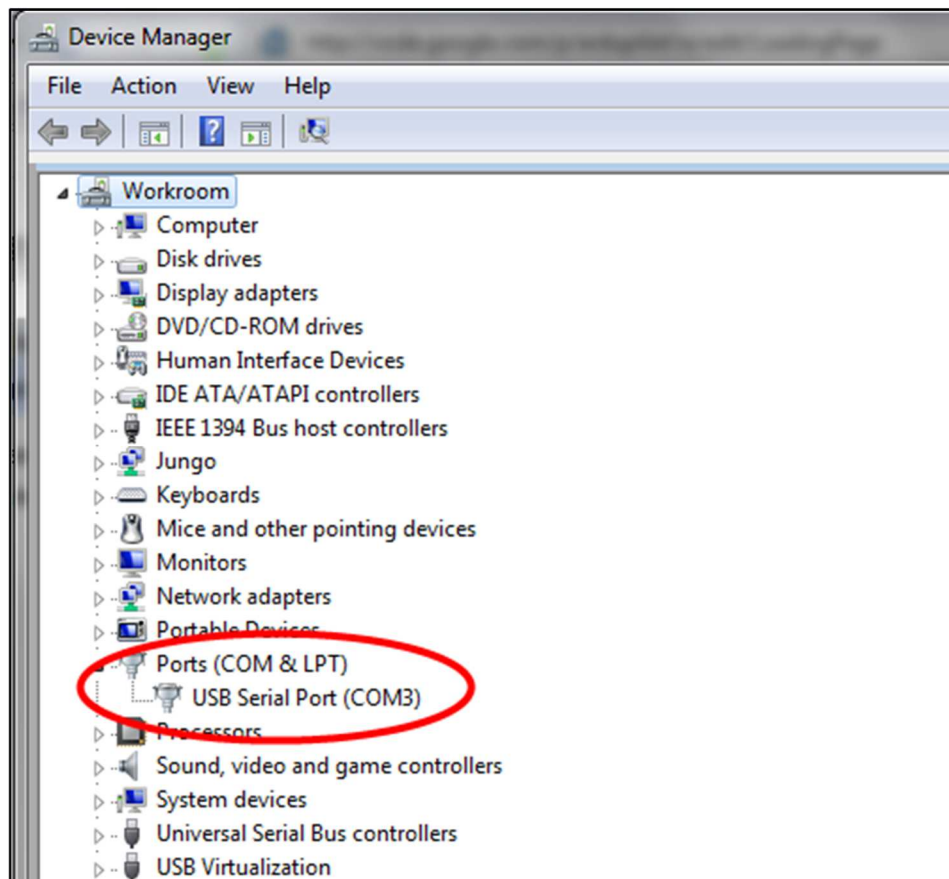 Device Manager
File Action View Help
Workroom
Computer
Disk drives
Display adapters
DVD/CD-ROM drives
Human Interface Devices
IDE ATA/ATAPI controllers
IEEE 1394 Bus host controllers
Jungo
Keyboards
Mice and other pointing devices
Monitors
Network adapters
Portable Devices
Ports (COM & LPT)
USB Serial Port (COM3)
Processors
Sound, video and game controllers
System devices
Universal Serial Bus controllers
USB Virtualization